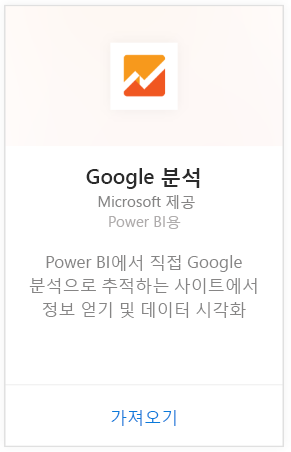 Google 분석
Microsoft 제공
Power BI용
Power BI에서 직접 Google
분석으로 추적하는 사이트에서
정보 얻기 및 데이터 시각화
가져오기